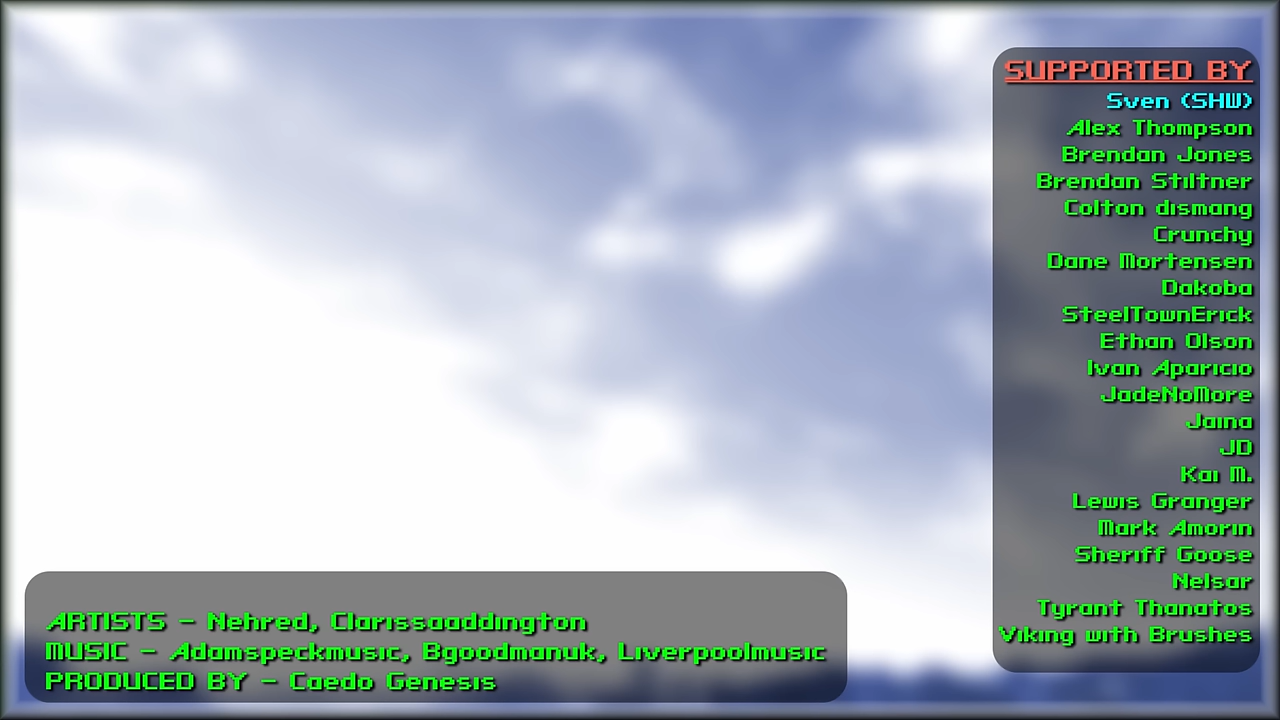 SUPPORTED BY
Sven (SHW)
Alex Thompson
Brendan Jones
Brendan Stiltner
Colton dismang
Crunchy
Dane Mortensen
Dakoba
SteelTownErick
Ethan Olson
Ivan Aparicio
JadeNoMore
Jaina
JD
Kai M.
Lewis Granger
Mark Amorin
Sheriff Goose
Nelsar
Tyrant Thanatos
Viking with Brushes
ARTISTS - Nehred, Clarissaaddington
MUSIC - Adamspeckmusic, Bgoodmanuk, Liverpoolmusic
PRODUCED BY - Caedo Genesis